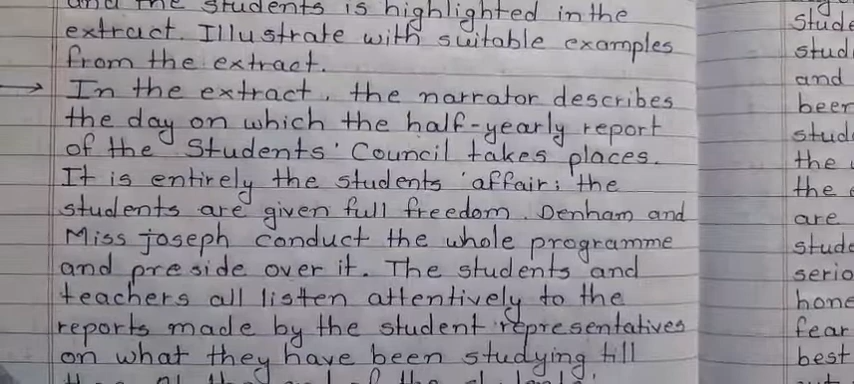 and the students is highlighted in the
extract. Illustrate with suitable examples
from the extract.
→ In the extract, the narrator describes
the day on which the half-yearly report
of the Students' Council takes places.
It is entirely the students 'affair; the
students are given full freedom. Denham and
Miss joseph conduct the whole programme
and preside over it. The students and
teachers all listten attentively to the
reports made by the student representatives
on what they have been studying till
stude
stud
and
beer
stud
the
the
are
stude
serio
hone
fear
best